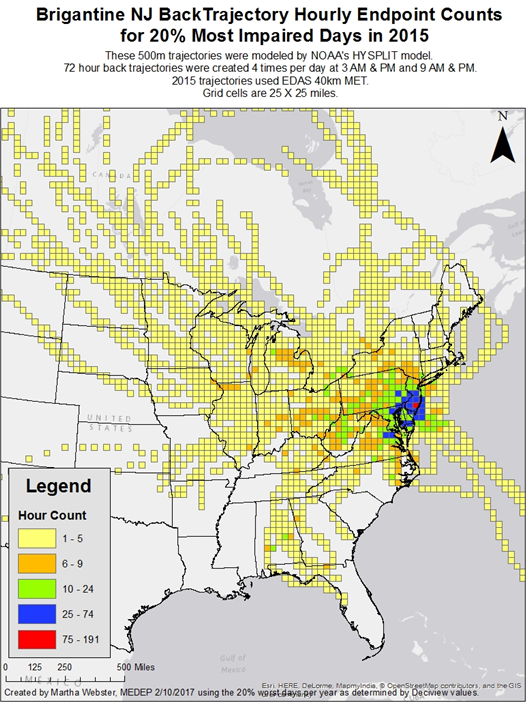 Brigantine NJ BackTrajectory Hourly Endpoint Counts
for 20% Most Impaired Days in 2015
These 500m trajectories were modeled by NOAA's HYSPLIT model.
72 hour back trajectories were created 4 times per day at 3 AM & PM and 9 AM & PM.
2015 trajectories used EDAS 40km MET.
Grid cells are 25 X 25 miles.
N
CANADA
UNITED
STATES
Legend
Hour Count
1 - 5
6 - 9
10 - 24
25 - 74
75 - 191
0 125 250 500 Miles
MEXICO
Gulf of
Mexico
Esri, HERE, DeLorme, MapmyIndia, © OpenStreetMap contributors, and the GIS
Created by Martha Webster, MEDEP 2/10/2017 using the 20% worst days per year as determined by Deciview values.